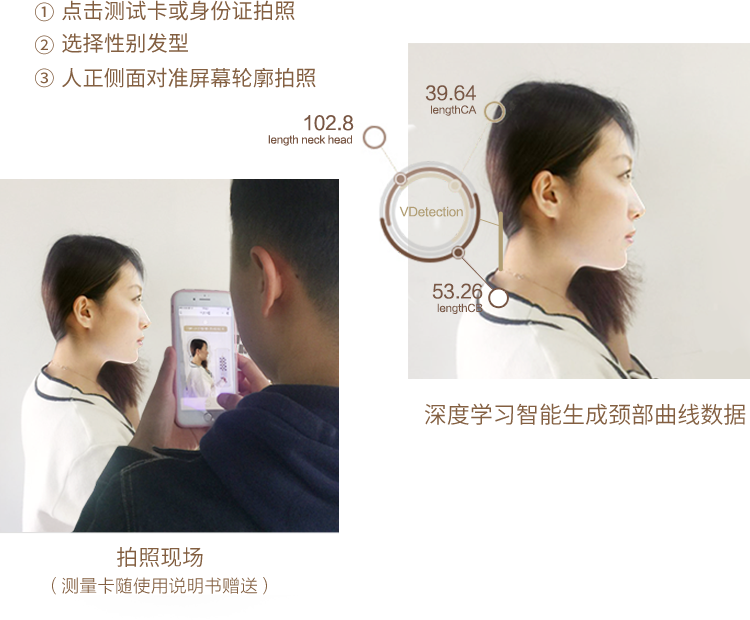 ① 点击测试卡或身份证拍照
② 选择性别发型
③ 人正侧面对准屏幕轮廓拍照
39.64
lengthCA
102.8
length neck head
VDetection
53.26
lengthCB
深度学习智能生成颈部曲线数据
拍照现场
（测量卡随使用说明书赠送）